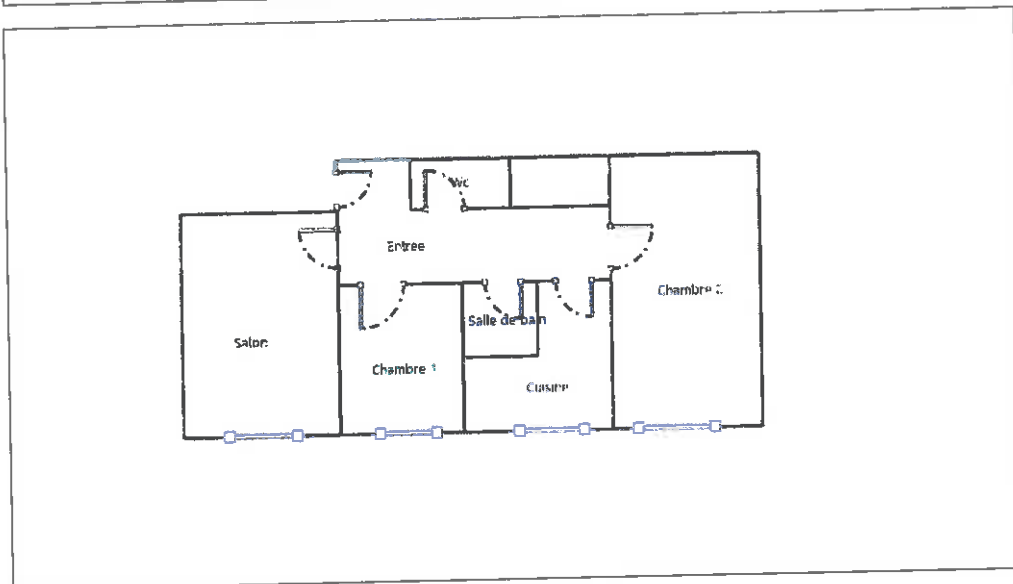 Wc
Entree
Chambre 2
Salon
Salle de bain
Chambre 1
Cuisine